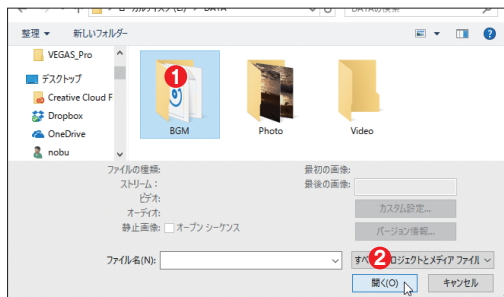 整理 ▼ 新しいフォルダー
VEGAS_Pro
デスクトップ
Creative Cloud F
Dropbox
OneDrive
nobu
1
BGM
Photo
Video
ファイルの種類:
ストリーム:
ビデオ:
オーディオ:
静止画像: オープン シーケンス
最初の画像:
最後の画像:
カスタム設定...
バージョン情報...
ファイル名(N):
2
すべ ロジェクトとメディア ファイル
開く(O)
キャンセル